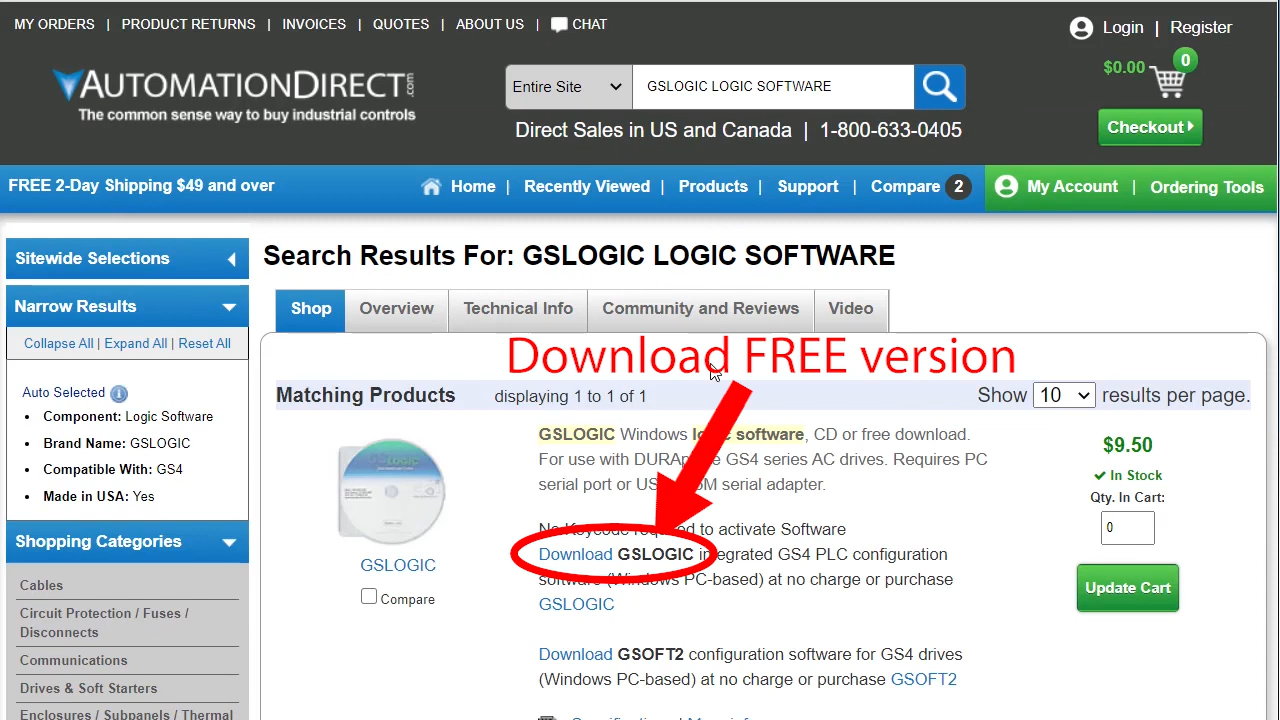 MY ORDERS | PRODUCT RETURNS | INVOICES | QUOTES | ABOUT US | CHAT
Login | Register
AUTOMATIONDIRECT.com
The common sense way to buy industrial controls
Entire Site
GSLOGIC LOGIC SOFTWARE
$0.00
0
Direct Sales in US and Canada | 1-800-633-0405
Checkout
FREE 2-Day Shipping $49 and over
Home | Recently Viewed | Products | Support | Compare 2
My Account | Ordering Tools
Sitewide Selections
Narrow Results
Collapse All | Expand All | Reset All
Auto Selected i
• Component: Logic Software
• Brand Name: GSLOGIC
• Compatible With: GS4
• Made in USA: Yes
Shopping Categories
Cables
Circuit Protection / Fuses /
Disconnects
Communications
Drives & Soft Starters
Enclosures / Subpanels / Thermal
Search Results For: GSLOGIC LOGIC SOFTWARE
Shop
Overview
Technical Info
Community and Reviews
Video
Download FREE version
Matching Products
displaying 1 to 1 of 1
Show 10 results per page.
GSLOGIC
Compare
GSLOGIC Windows software, CD or free download.
For use with GS4 series AC drives. Requires PC
serial port or serial adapter.
No to activate Software
Download GSLOGIC integrated GS4 PLC configuration
software (Windows PC-based) at no charge or purchase
GSLOGIC
Download GSOFT2 configuration software for GS4 drives
(Windows PC-based) at no charge or purchase GSOFT2
$9.50
In Stock
Qty. In Cart:
0
Update Cart